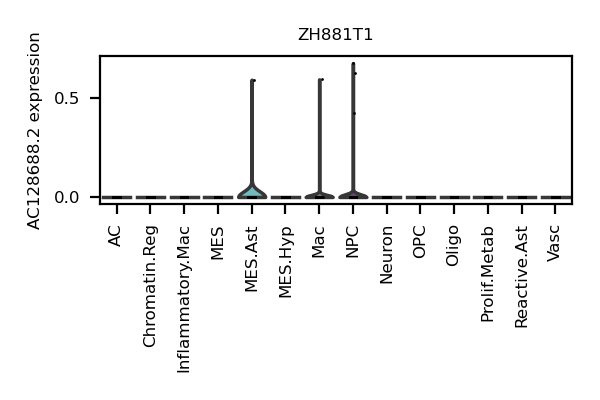 ZH881T1
AC128688.2 expression
0.5
0.0
AC
Chromatin.Reg
Inflammatory.Mac
MES
MES.Ast
MES.Hyp
Mac
NPC
Neuron
OPC
Oligo
Prolif.Metab
Reactive.Ast
Vasc